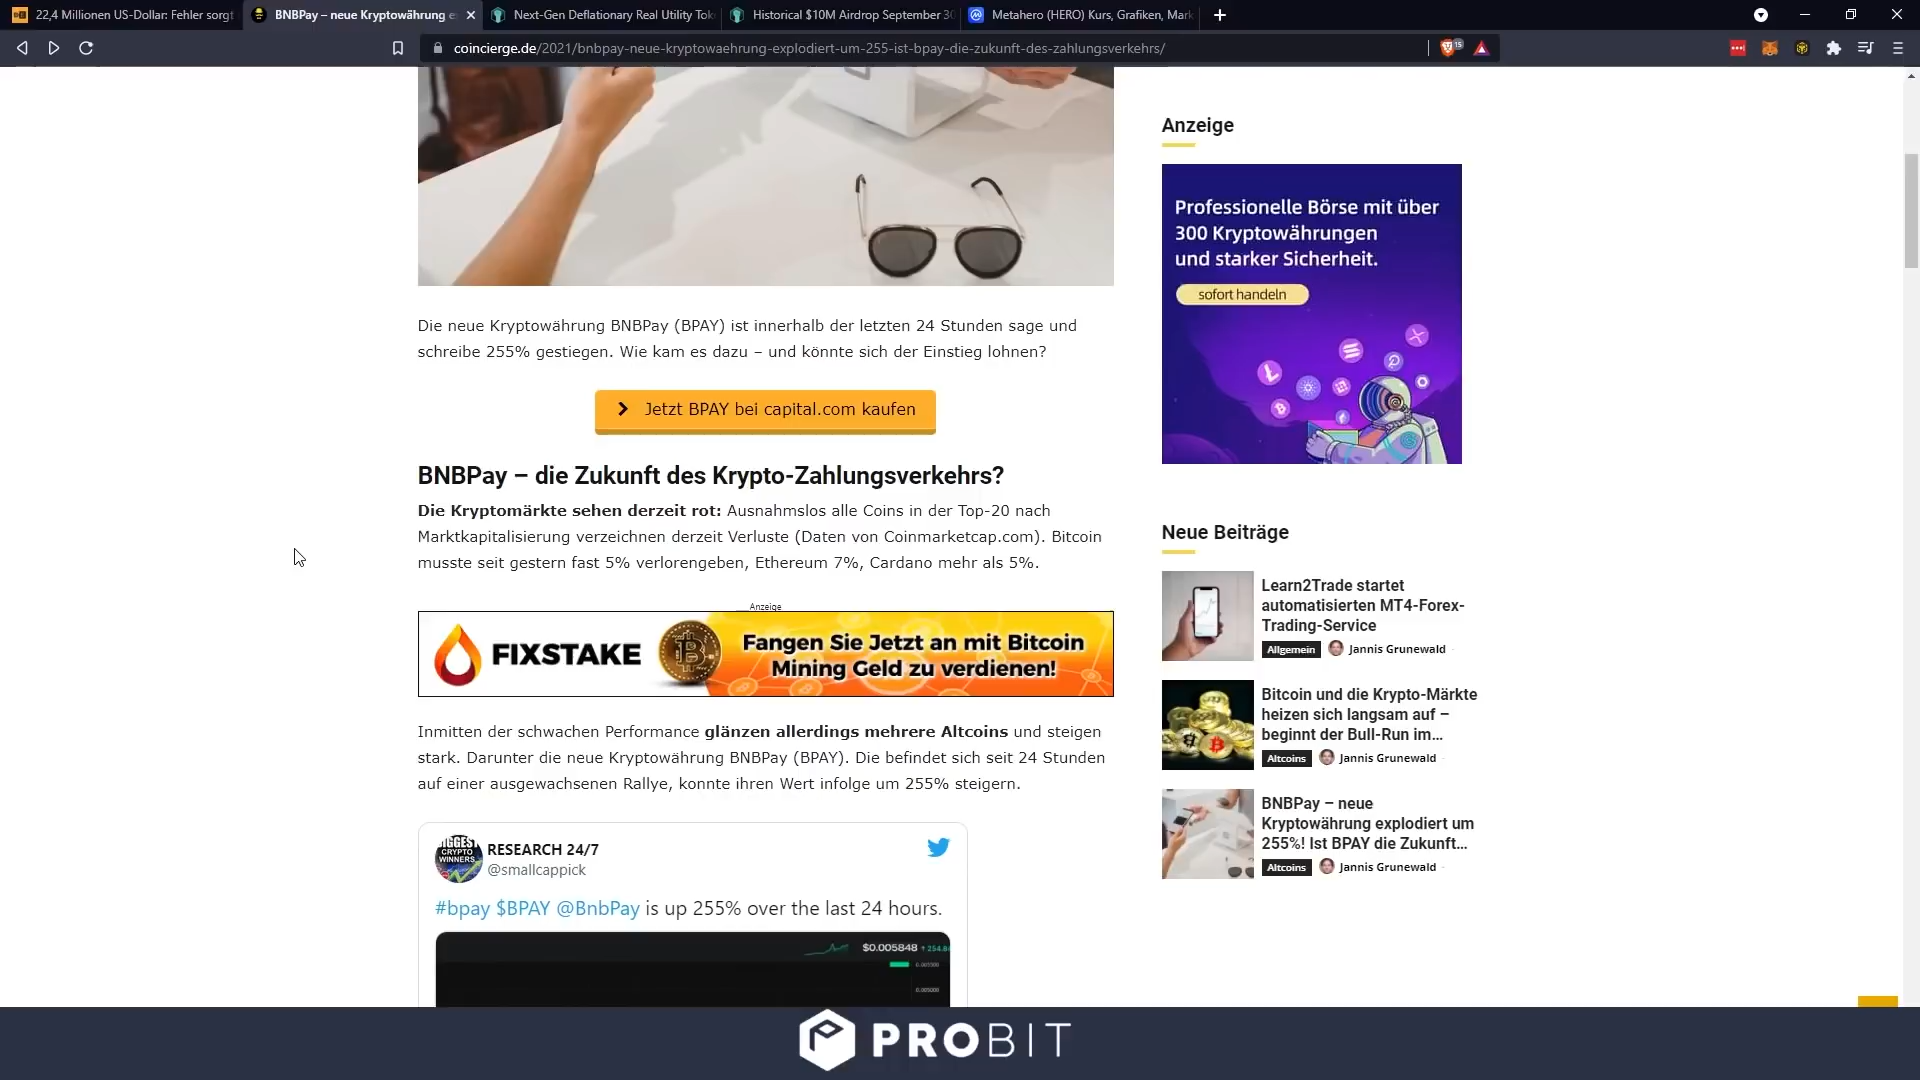 22,4 Millionen US-Dollar: Fehler sorgt
BNBPay – neue Kryptowährung e
Next-Gen Deflationary Real Utility Tok
Historical $10M Airdrop September 30
Metahero (HERO) Kurs, Grafiken, Mark
coincierge.de/2021/bnbpay-neue-kryptowaehrung-explodiert-um-255-ist-bpay-die-zukunft-des-zahlungsverkehrs/
15
Die neue Kryptowährung BNBPay (BPAY) ist innerhalb der letzten 24 Stunden sage und
schreibe 255% gestiegen. Wie kam es dazu – und könnte sich der Einstieg lohnen?
Jetzt BPAY bei capital.com kaufen
BNBPay – die Zukunft des Krypto-Zahlungsverkehrs?
Die Kryptomärkte sehen derzeit rot: Ausnahmslos alle Coins in der Top-20 nach
Marktkapitalisierung verzeichnen derzeit Verluste (Daten von Coinmarketcap.com). Bitcoin
musste seit gestern fast 5% verlorengeben, Ethereum 7%, Cardano mehr als 5%.
Anzeige
FIXSTAKE
Fangen Sie Jetzt an mit Bitcoin
Mining Geld zu verdienen!
Inmitten der schwachen Performance glänzen allerdings mehrere Altcoins und steigen
stark. Darunter die neue Kryptowährung BNBPay (BPAY). Die befindet sich seit 24 Stunden
auf einer ausgewachsenen Rallye, konnte ihren Wert infolge um 255% steigern.
BIGGEST
CRYPTO
WINNERS
RESEARCH 24/7
@smallcappick
#bpay $BPAY @BnbPay is up 255% over the last 24 hours.
$0.005848
Anzeige
Professionelle Börse mit über
300 Kryptowährungen
und starker Sicherheit.
sofort handeln
Neue Beiträge
Learn2Trade startet
automatisierten MT4-Forex-
Trading-Service
Allgemein Jannis Grunewald -
Bitcoin und die Krypto-Märkte
heizen sich langsam auf –
beginnt der Bull-Run im...
Altcoins Jannis Grunewald -
BNBPay – neue
Kryptowährung explodiert um
255%! Ist BPAY die Zukunft...
Altcoins Jannis Grunewald -
PROBIT